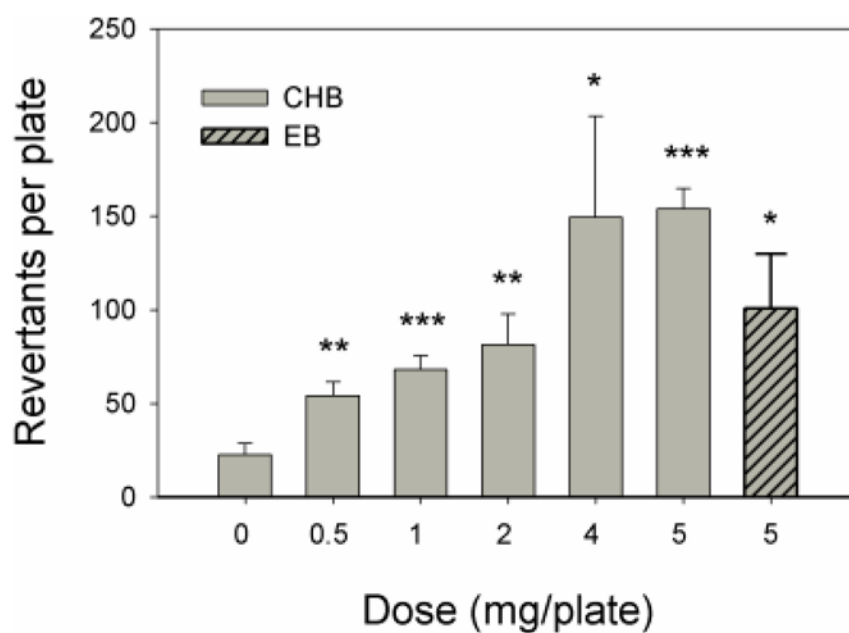 250
200
150
100
50
0
Revertants per plate
CHB
EB
**
***
**
*
***
*
0 0.5 1 2 4 5 5
Dose (mg/plate)